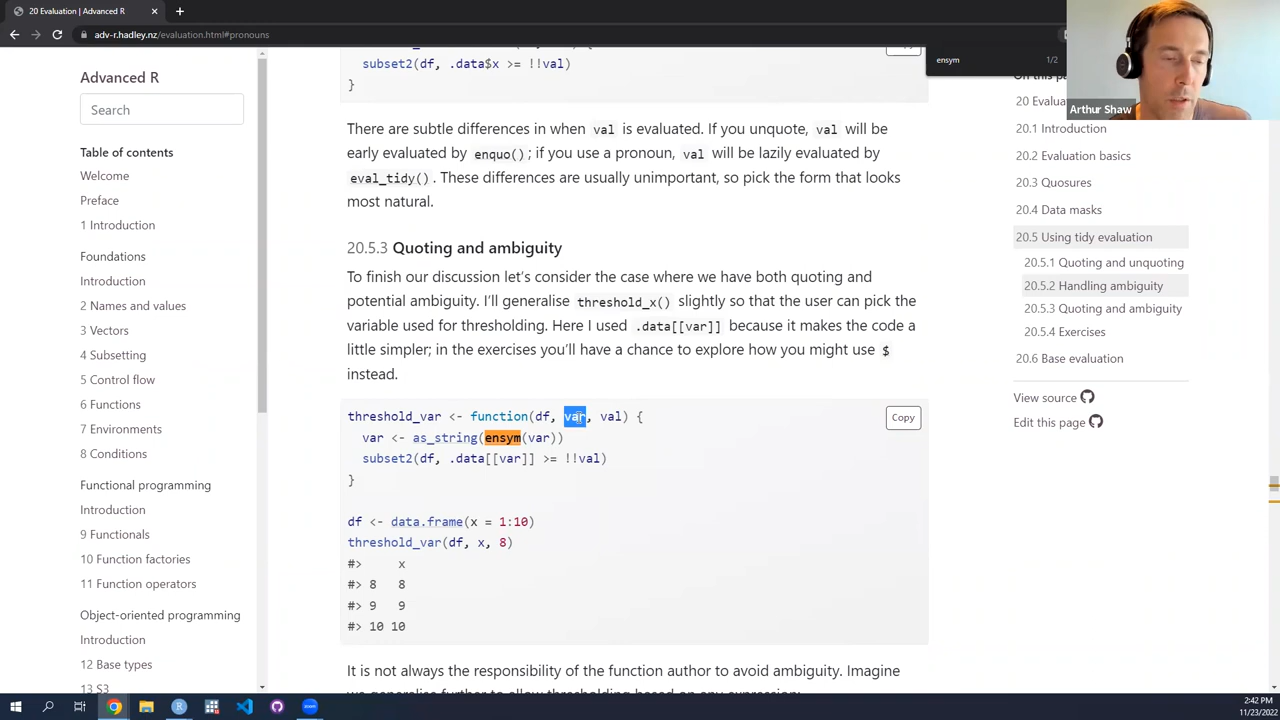 20 Evaluation | Advanced R
adv-r.hadley.nz/evaluation.html#pronouns
ensym
1/2
Arthur Shaw
Advanced R
Search
Table of contents
Welcome
Preface
1 Introduction
Foundations
Introduction
2 Names and values
3 Vectors
4 Subsetting
5 Control flow
6 Functions
7 Environments
8 Conditions
Functional programming
Introduction
9 Functionals
10 Function factories
11 Function operators
Object-oriented programming
Introduction
12 Base types
13 S3
subset2(df, .data$x >= !!val)
}
There are subtle differences in when val is evaluated. If you unquote, val will be
early evaluated by enquo(); if you use a pronoun, val will be lazily evaluated by
eval_tidy(). These differences are usually unimportant, so pick the form that looks
most natural.
20.5.3 Quoting and ambiguity
To finish our discussion let's consider the case where we have both quoting and
potential ambiguity. I'll generalise threshold_x() slightly so that the user can pick the
variable used for thresholding. Here I used .data[[var]] because it makes the code a
little simpler; in the exercises you'll have a chance to explore how you might use $
instead.
threshold_var <- function(df, var, val) {
Copy
var <- as_string(ensym(var))
subset2(df, .data[[var]] >= !!val)
}
df <- data.frame(x = 1:10)
threshold_var(df, x, 8)
#> x
#> 8 8
#> 9 9
#> 10 10
It is not always the responsibility of the function author to avoid ambiguity. Imagine
we generalise further to allow thresholding based on any expression:
20.1 Introduction
20.2 Evaluation basics
20.3 Quosures
20.4 Data masks
20.5 Using tidy evaluation
20.5.1 Quoting and unquoting
20.5.2 Handling ambiguity
20.5.3 Quoting and ambiguity
20.5.4 Exercises
20.6 Base evaluation
View source
Edit this page
2:42 PM
11/23/2022